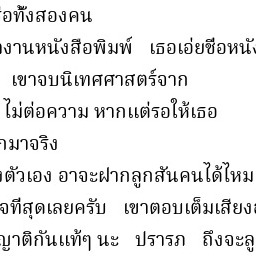 อทั้งสองคน
งานหนังสือพิมพ์ เธอเอ่ยชื่อหนัง
เขาจบนิเทศศาสตร์จาก
ไม่ต่อความ หากแต่รอให้เธอ
กมาจริง
ตัวเอง อาจะฝากลูกสันคนได้ไหม
ที่สุดเลยครับ เขาตอบเต็มเสียง
ญาติกันแท้ๆ นะ ปรารภ ถึงจะลู